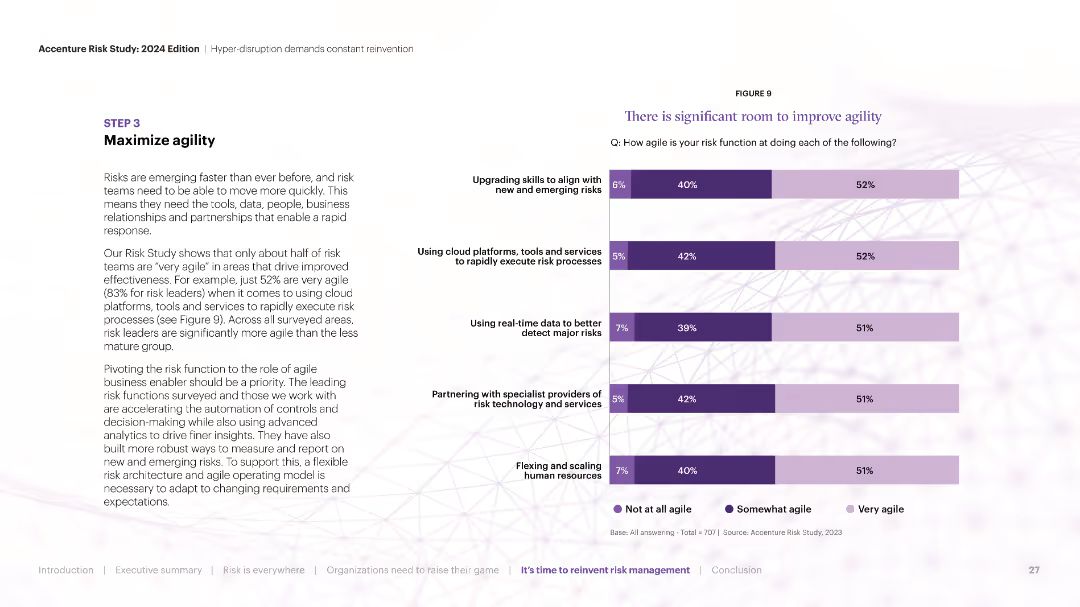 Accenture Risk Study: 2024 Edition | Hyper-disruption demands constant reinvention
STEP 3
Maximize agility
Risks are emerging faster than ever before, and risk
teams need to be able to move more quickly. This
means they need the tools, data, people, business
relationships and partnerships that enable a rapid
response.
Our Risk Study shows that only about half of risk
teams are “very agile” in areas that drive improved
effectiveness. For example, just 52% are very agile
(83% for risk leaders) when it comes to using cloud
platforms, tools and services to rapidly execute risk
processes (see Figure 9). Across all surveyed areas,
risk leaders are significantly more agile than the less
mature group.
Pivoting the risk function to the role of agile
business enabler should be a priority. The leading
risk functions surveyed and those we work with
are accelerating the automation of controls and
decision-making while also using advanced
analytics to drive finer insights. They have also
built more robust ways to measure and report on
new and emerging risks. To support this, a flexible
risk architecture and agile operating model is
necessary to adapt to changing requirements and
expectations.
FIGURE 9
There is significant room to improve agility
Q: How agile is your risk function at doing each of the following?
Upgrading skills to align with
new and emerging risks
6% 40% 52%
Using cloud platforms, tools and services
to rapidly execute risk processes
5% 42% 52%
Using real-time data to better
detect major risks
7% 39% 51%
Partnering with specialist providers of
risk technology and services
5% 42% 51%
Flexing and scaling
human resources
7% 40% 51%
Not at all agile Somewhat agile Very agile
Base: All answering - Total = 707 | Source: Accenture Risk Study, 2023
Introduction | Executive summary | Risk is everywhere | Organizations need to raise their game | It’s time to reinvent risk management | Conclusion
27